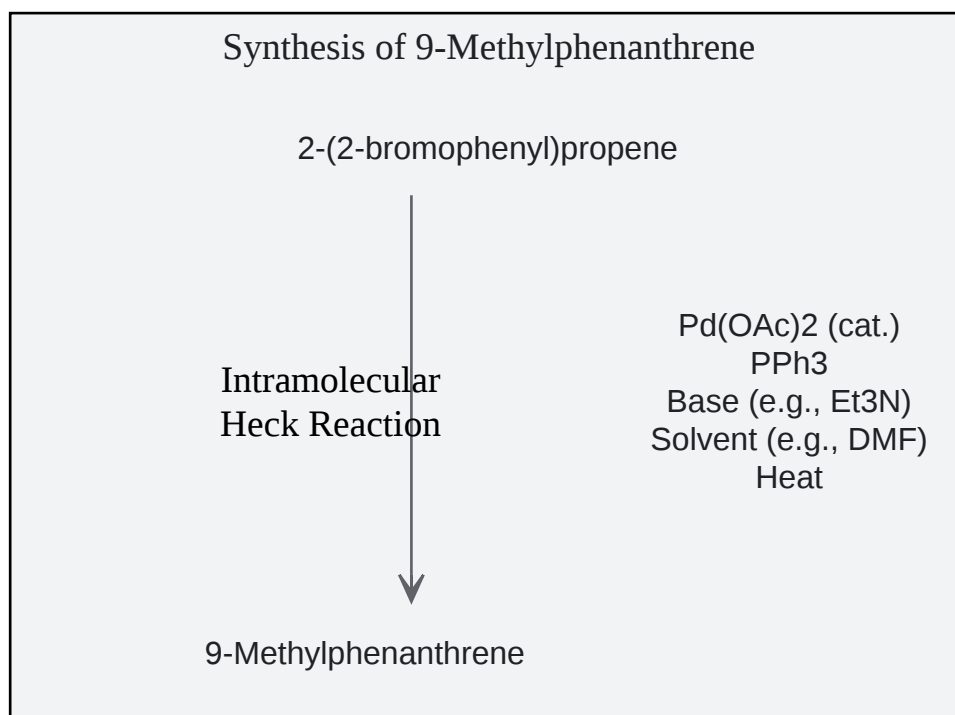 Synthesis of 9-Methylphenanthrene
2-(2-bromophenyl)propene
Pd(OAc)2 (cat.)
PPh3
Base (e.g., Et3N)
Solvent (e.g., DMF)
Heat
Intramolecular
Heck Reaction
9-Methylphenanthrene